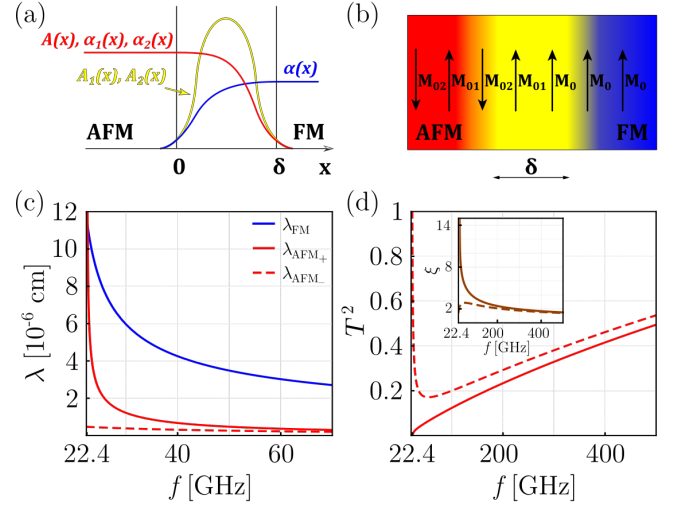 (a)
A(x), α₁(x), α₂(x)
α(x)
A₁(x), A₂(x)
AFM
FM
0
δ
x
(b)
M₀₂
M₀₁
M₀₂
M₀₁
M₀
M₀
M₀
AFM
FM
δ
(c)
λ [10⁻⁶ cm]
12
10
8
6
4
2
λ_FM
λ_AFM₊
λ_AFM₋
22.4
40
60
f [GHz]
(d)
T²
1
0.8
0.6
0.4
0.2
ξ
14
8
2
22.4
200
400
f [GHz]
22.4
200
400
f [GHz]